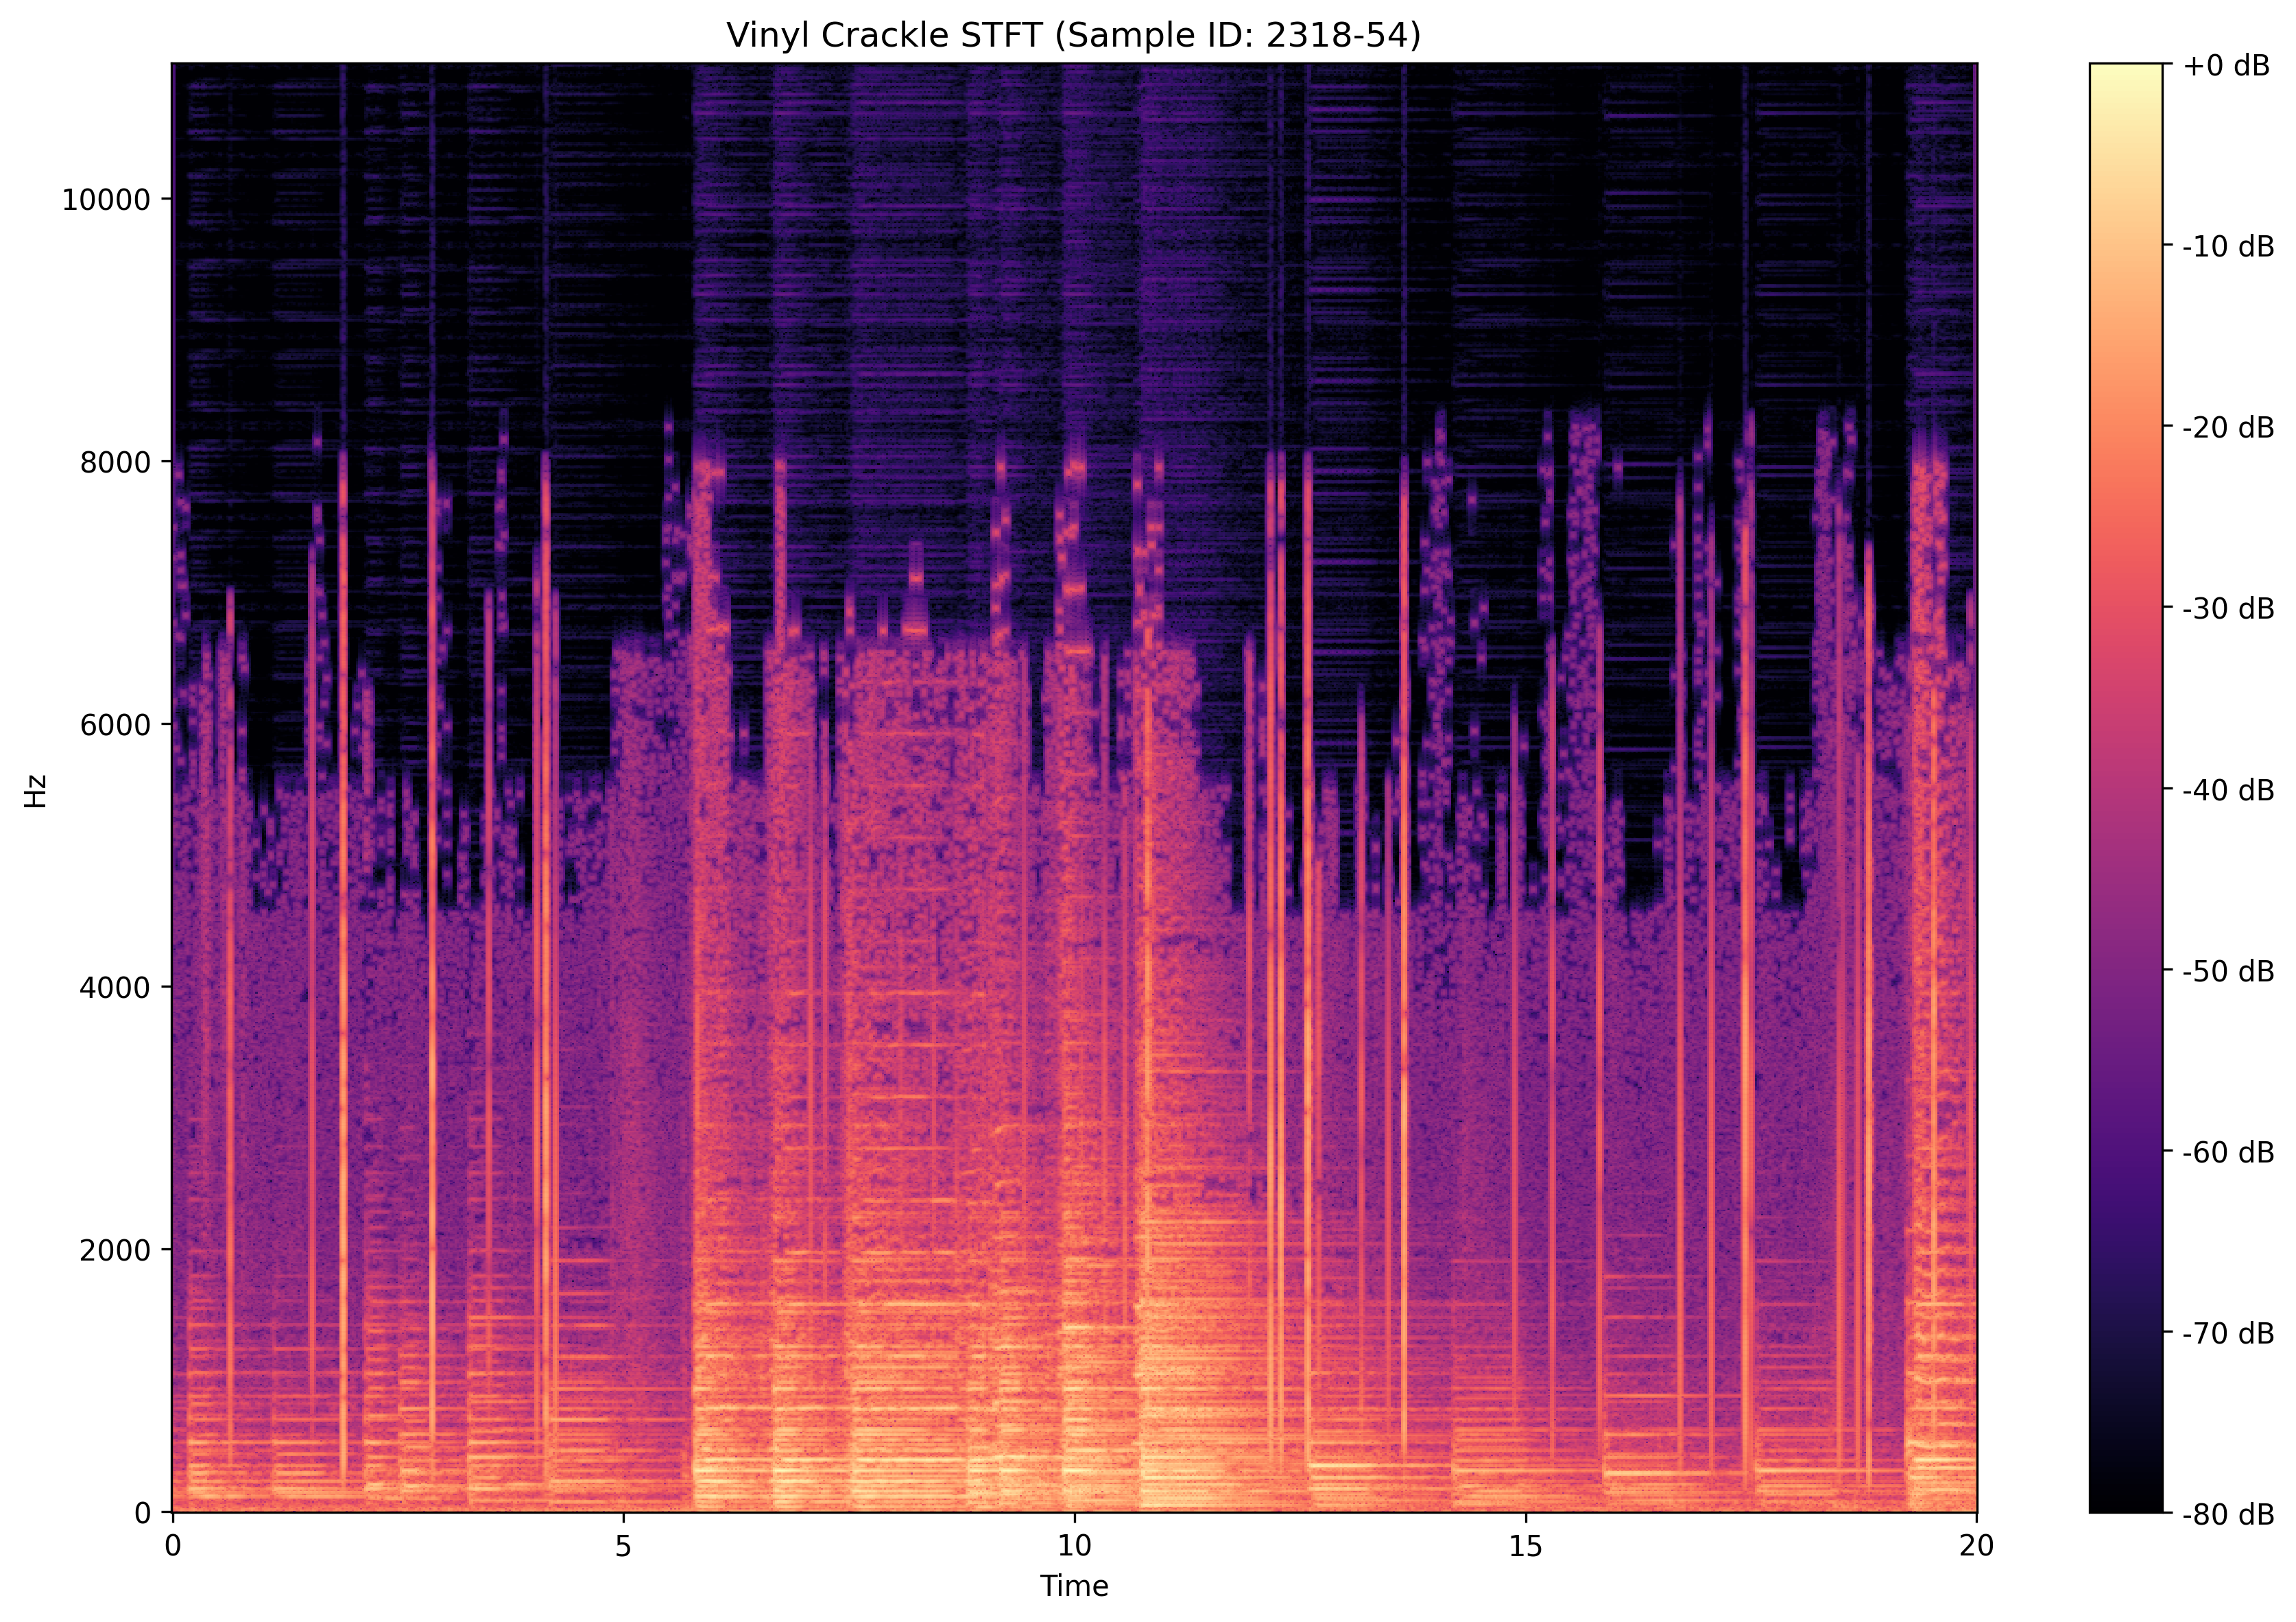 Vinyl Crackle STFT (Sample ID: 2318-54)
Hz
10000
8000
6000
4000
2000
0
0 5 10 15 20
Time
+0 dB
-10 dB
-20 dB
-30 dB
-40 dB
-50 dB
-60 dB
-70 dB
-80 dB